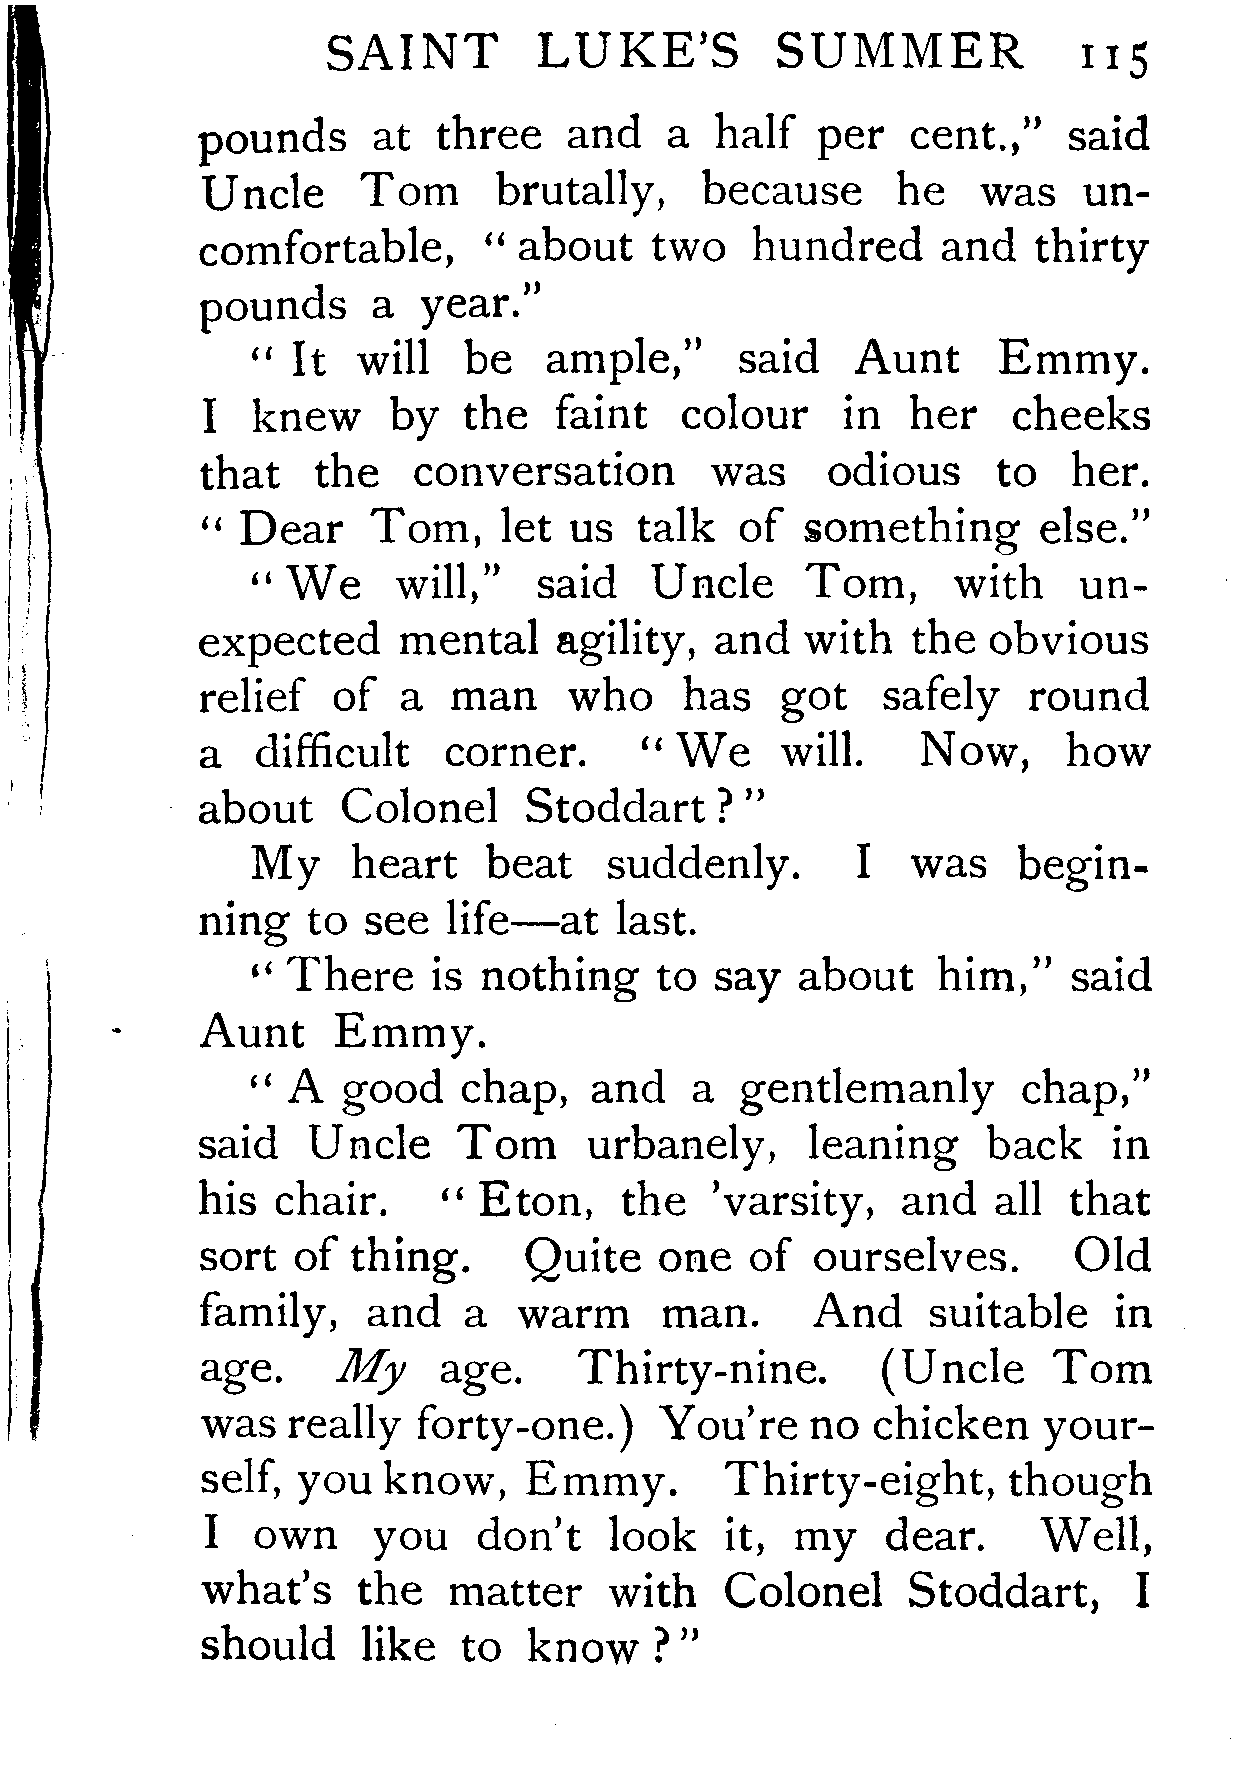 SAINT LUKE'S SUMMER 115
pounds at three and a half per cent.," said
Uncle Tom brutally, because he was un-
comfortable, " about two hundred and thirty
pounds a year."
" It will be ample," said Aunt Emmy.
I knew by the faint colour in her cheeks
that the conversation was odious to her.
" Dear Tom, let us talk of something else."
" We will," said Uncle Tom, with un-
expected mental agility, and with the obvious
relief of a man who has got safely round
a difficult corner. " We will. Now, how
about Colonel Stoddart ? "
My heart beat suddenly. I was begin-
ning to see life—at last.
" There is nothing to say about him," said
Aunt Emmy.
" A good chap, and a gentlemanly chap,"
said Uncle Tom urbanely, leaning back in
his chair. " Eton, the 'varsity, and all that
sort of thing. Quite one of ourselves. Old
family, and a warm man. And suitable in
age. My age. Thirty-nine. (Uncle Tom
was really forty-one.) You're no chicken your-
self, you know, Emmy. Thirty-eight, though
I own you don't look it, my dear. Well,
what's the matter with Colonel Stoddart, I
should like to know ? "